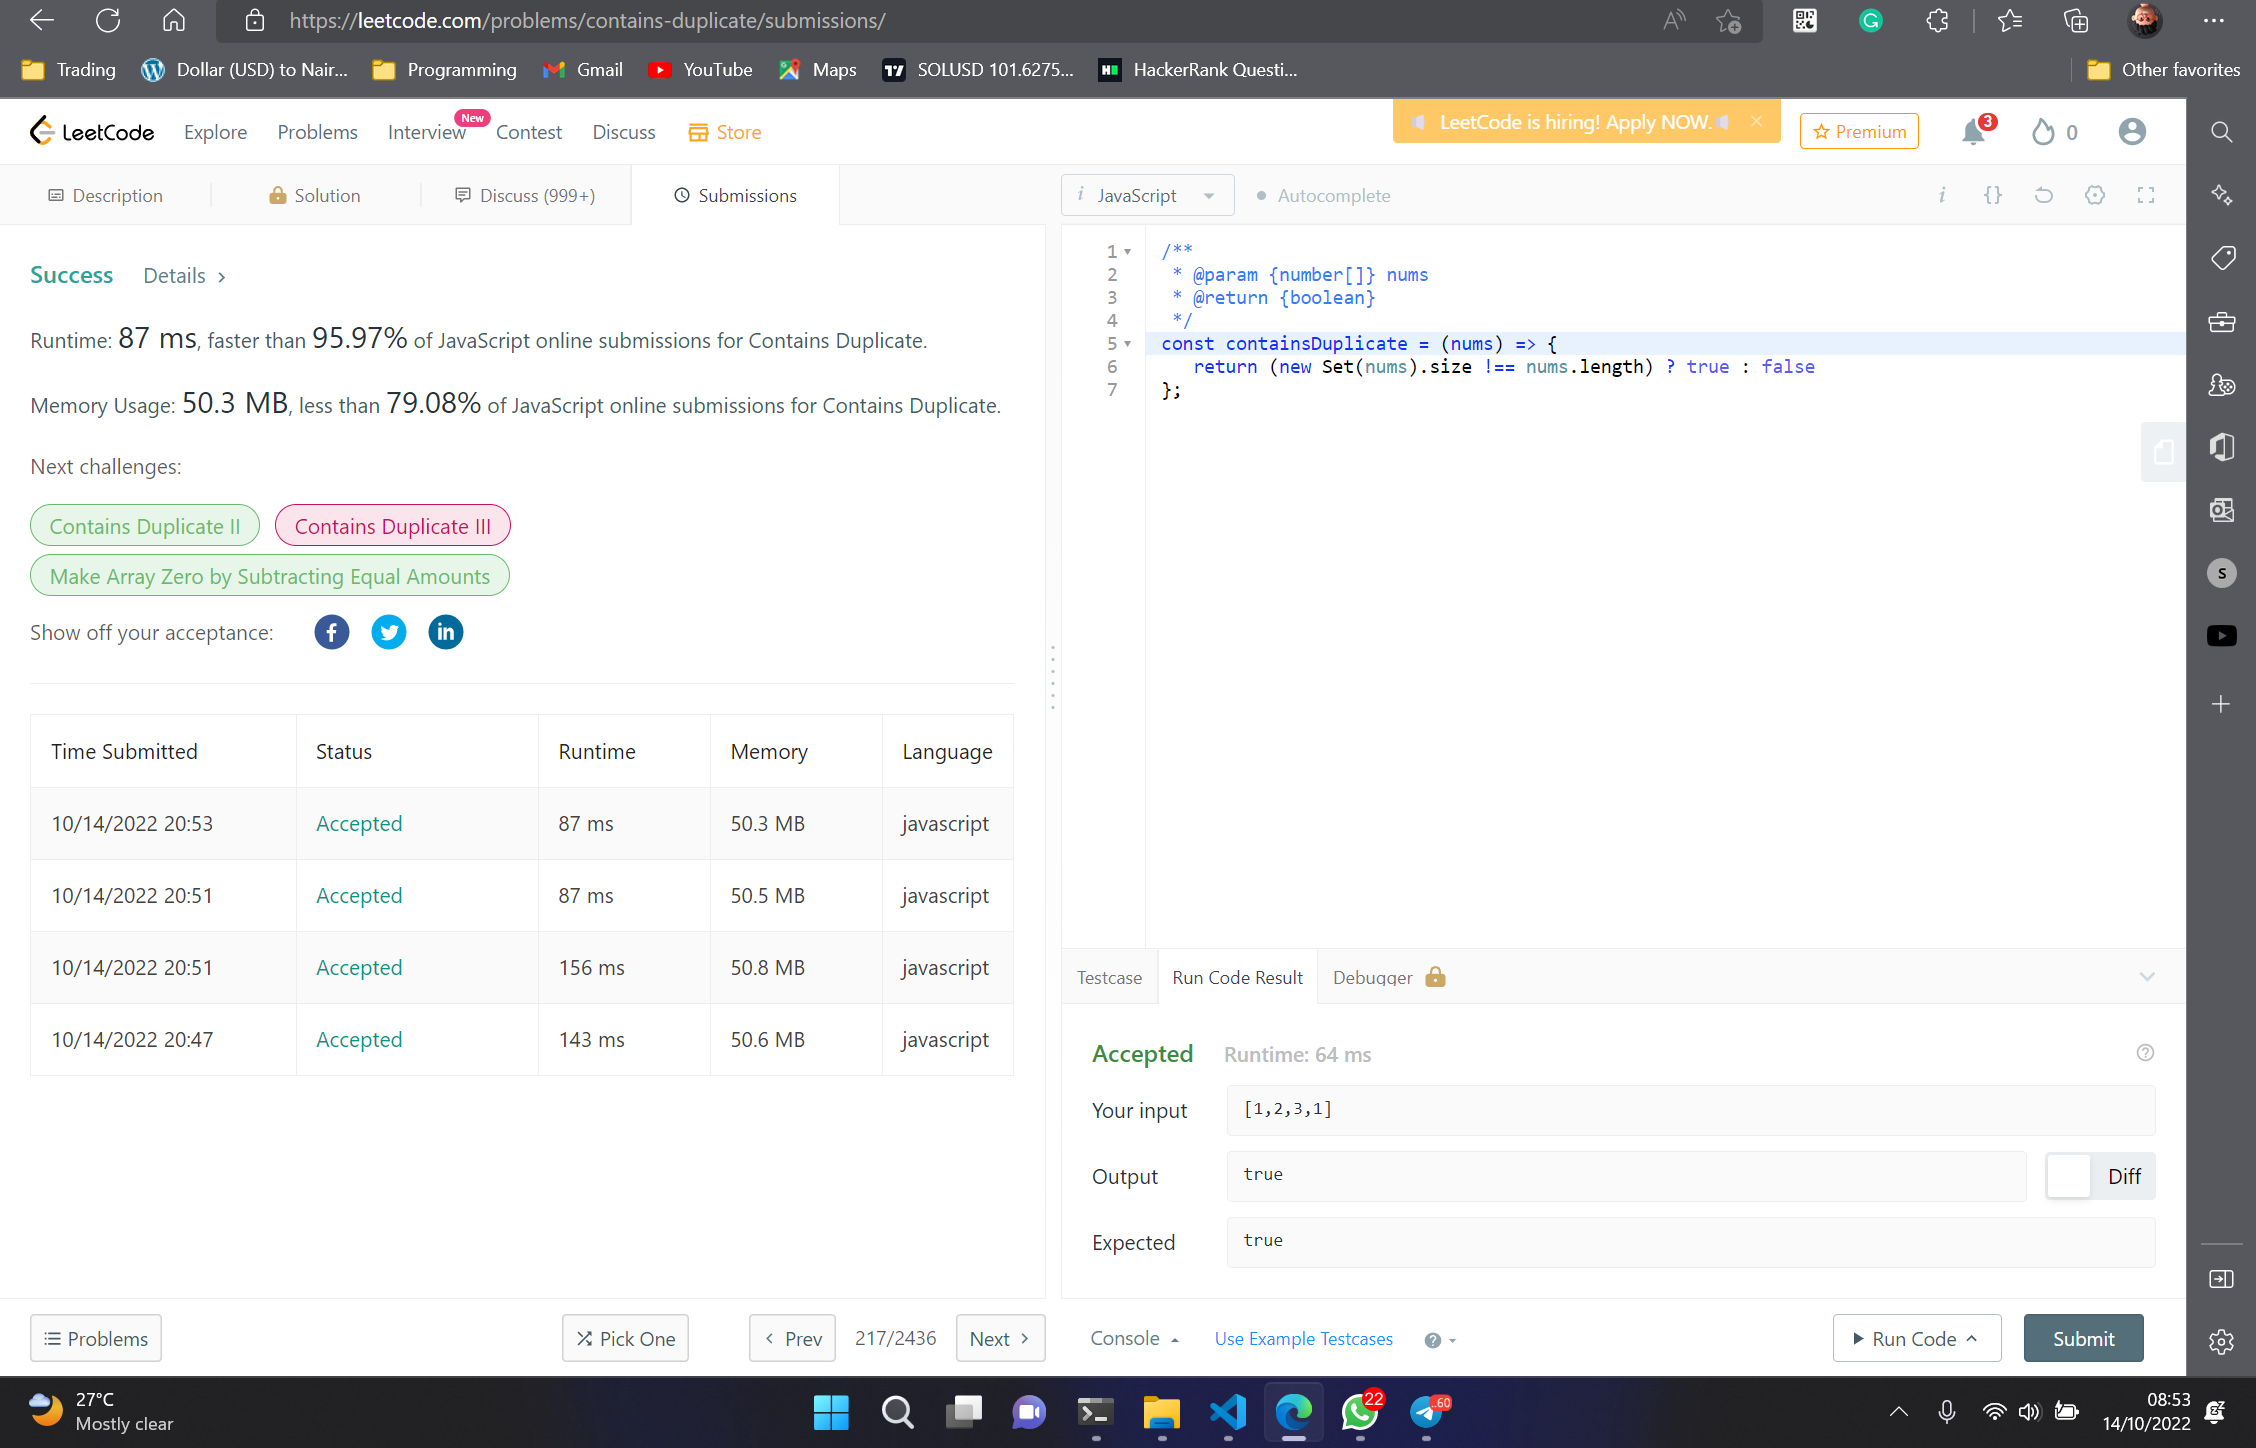 https://leetcode.com/problems/contains-duplicate/submissions/
Trading
Dollar (USD) to Nair...
Programming
Gmail
YouTube
Maps
SOLUSD 101.6275...
HackerRank Questi...
Other favorites
LeetCode
Explore
Problems
Interview
New
Contest
Discuss
Store
LeetCode is hiring! Apply NOW.
Premium
3
0
Description
Solution
Discuss (999+)
Submissions
i JavaScript
Autocomplete
Success
Details
Runtime: 87 ms, faster than 95.97% of JavaScript online submissions for Contains Duplicate.
Memory Usage: 50.3 MB, less than 79.08% of JavaScript online submissions for Contains Duplicate.
Next challenges:
Contains Duplicate II
Contains Duplicate III
Make Array Zero by Subtracting Equal Amounts
Show off your acceptance:
Time Submitted Status Runtime Memory Language
10/14/2022 20:53 Accepted 87 ms 50.3 MB javascript
10/14/2022 20:51 Accepted 87 ms 50.5 MB javascript
10/14/2022 20:51 Accepted 156 ms 50.8 MB javascript
10/14/2022 20:47 Accepted 143 ms 50.6 MB javascript
Problems
Pick One
Prev
217/2436
Next
1 /**
2 * @param {number[]} nums
3 * @return {boolean}
4 */
5 const containsDuplicate = (nums) => {
6 return (new Set(nums).size !== nums.length) ? true : false
7 };
Testcase
Run Code Result
Debugger
Accepted
Runtime: 64 ms
Your input
[1,2,3,1]
Output
true
Diff
Expected
true
Console
Use Example Testcases
Run Code
Submit
S
27°C
Mostly clear
22
60
08:53
14/10/2022